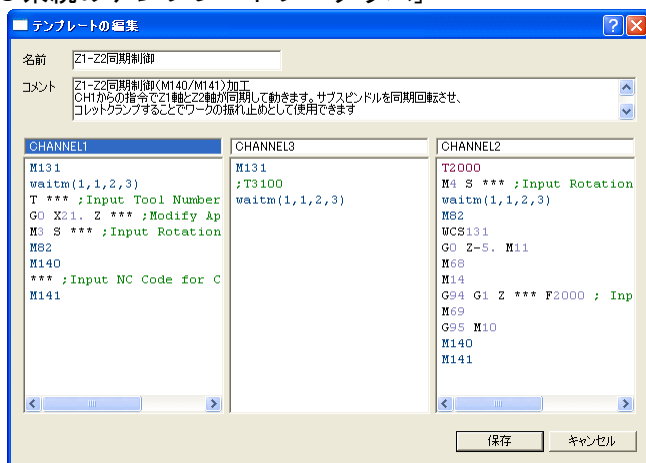 テンプレートの編集
名前
Z1-Z2同期制御
コメント
Z1-Z2同期制御(M140/M141)加工
CH1からの指令でZ1軸とZ2軸が同期して動きます。サブスピンドルを同期回転させ、
コレットクランプすることでワークの振れ止めとして使用できます
CHANNEL1
M131
waitm(1,1,2,3)
T *** ;Input Tool Number
G0 X21. Z *** ;Modify Ap
M3 S *** ;Input Rotation
M82
M140
*** ;Input NC Code for C
M141
CHANNEL3
M131
;T3100
waitm(1,1,2,3)
CHANNEL2
T2000
M4 S *** ;Input Rotation
waitm(1,1,2,3)
M82
WCS131
G0 Z-5. M11
M68
M14
G94 G1 Z *** F2000 ; Inp
M69
G95 M10
M140
M141
保存
キャンセル